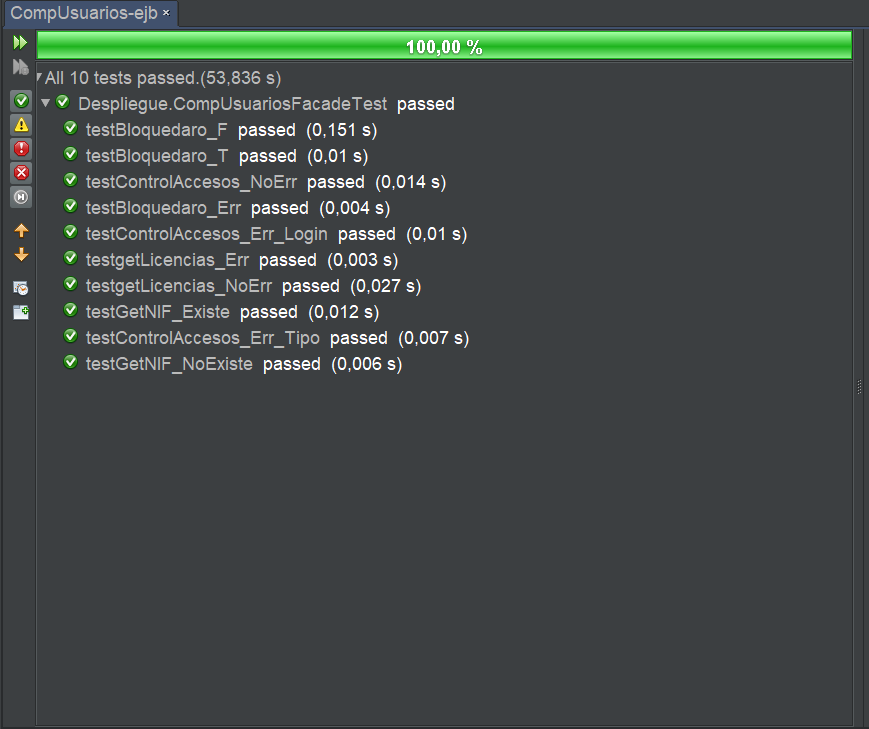 CompUsuarios-ejb ×
100,00 %
All 10 tests passed.(53,836 s)
Despliegue.CompUsuariosFacadeTest passed
testBloquedaro_F passed (0,151 s)
testBloquedaro_T passed (0,01 s)
testControlAccesos_NoErr passed (0,014 s)
testBloquedaro_Err passed (0,004 s)
testControlAccesos_Err_Login passed (0,01 s)
testgetLicencias_Err passed (0,003 s)
testgetLicencias_NoErr passed (0,027 s)
testGetNIF_Existe passed (0,012 s)
testControlAccesos_Err_Tipo passed (0,007 s)
testGetNIF_NoExiste passed (0,006 s)